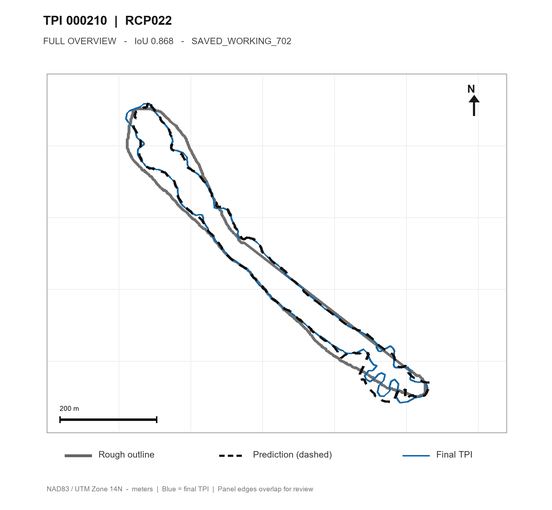 TPI 000210 | RCP022
FULL OVERVIEW - IoU 0.868 - SAVED_WORKING_702
N
200 m
Rough outline
Prediction (dashed)
Final TPI
NAD83 / UTM Zone 14N - meters | Blue = final TPI | Panel edges overlap for review